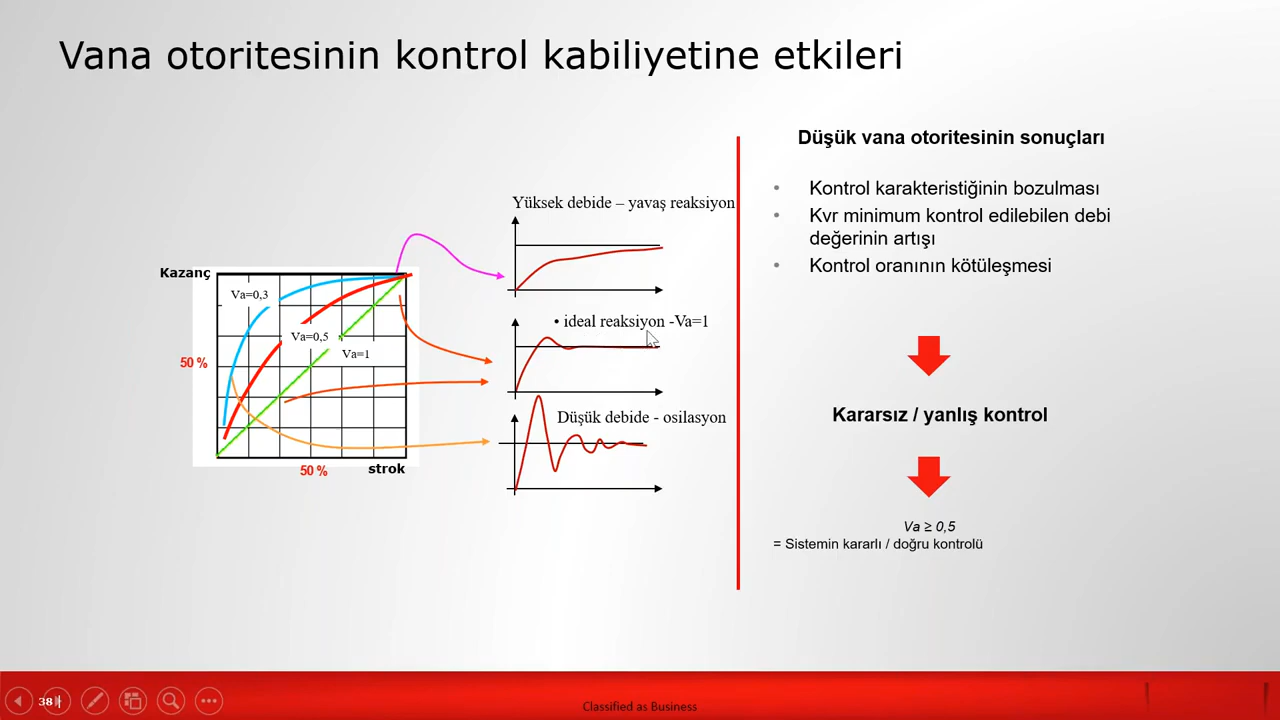 Vana otoritesinin kontrol kabiliyetine etkileri
Yüksek debide – yavaş reaksiyon
Kazanç
Va=0,3
Va=0,5
Va=1
50 %
50 %
strok
• ideal reaksiyon -Va=1
Düşük debide - osilasyon
Düşük vana otoritesinin sonuçları
• Kontrol karakteristiğinin bozulması
• Kvr minimum kontrol edilebilen debi
değerinin artışı
• Kontrol oranının kötüleşmesi
Kararsız / yanlış kontrol
Va ≥ 0,5
= Sistemin kararlı / doğru kontrolü
38
Classified as Business